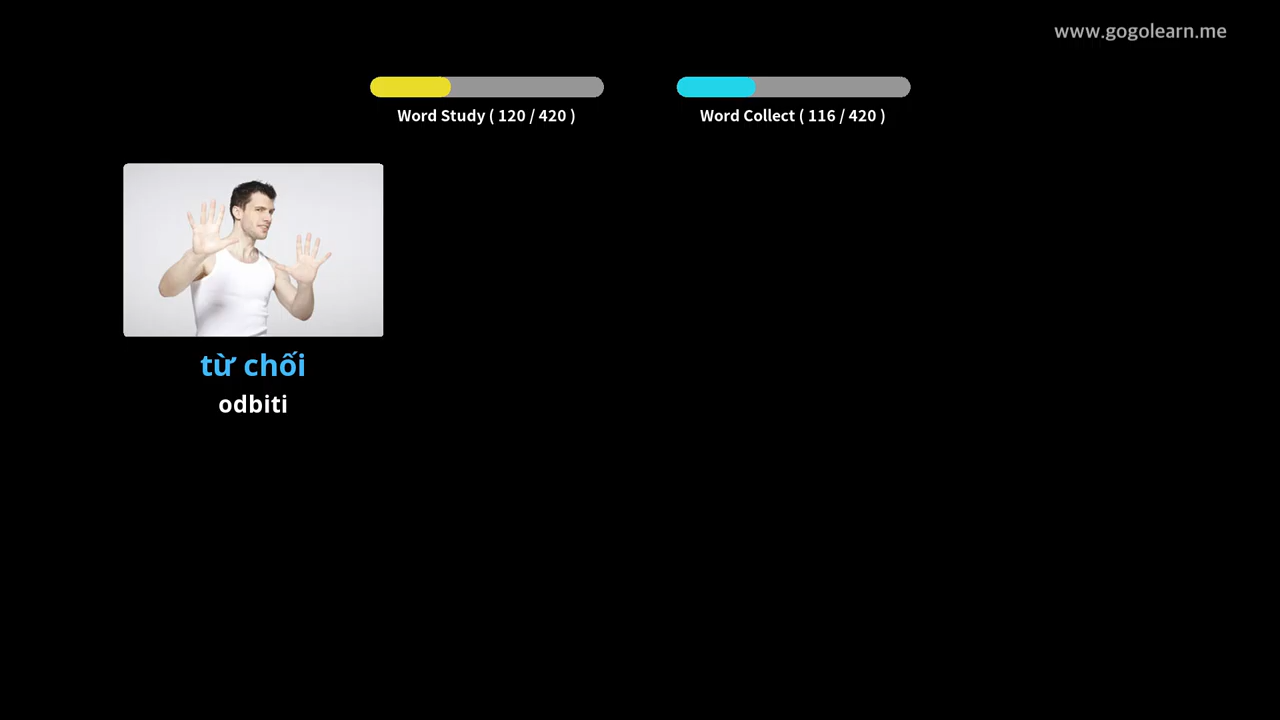 www.gogolearn.me
Word Study ( 120 / 420 )
Word Collect ( 116 / 420 )
từ chối
odbiti